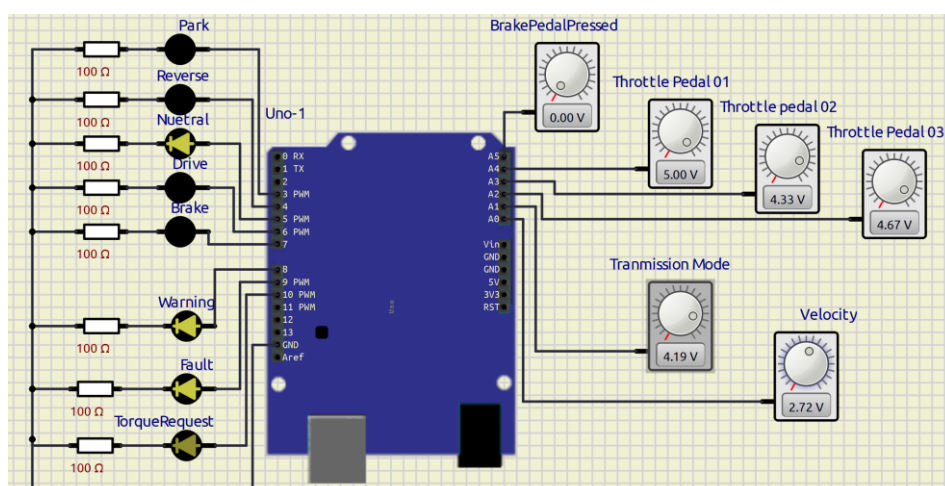 Park
100 Ω
Reverse
100 Ω
Nuetral
100 Ω
Drive
100 Ω
Brake
100 Ω
Warning
100 Ω
Fault
100 Ω
TorqueRequest
100 Ω
Uno-1
0 RX
1 TX
2
3 PWM
4
5 PWM
6 PWM
7
8
9 PWM
10 PWM
11 PWM
12
13
GND
Aref
Uno
A5
A4
A3
A2
A1
A0
Vin
GND
GND
5V
3V3
RST
BrakePedalPressed
0.00 V
Throttle Pedal 01
5.00 V
Throttle pedal 02
4.33 V
Throttle Pedal 03
4.67 V
Tranmission Mode
4.19 V
Velocity
2.72 V